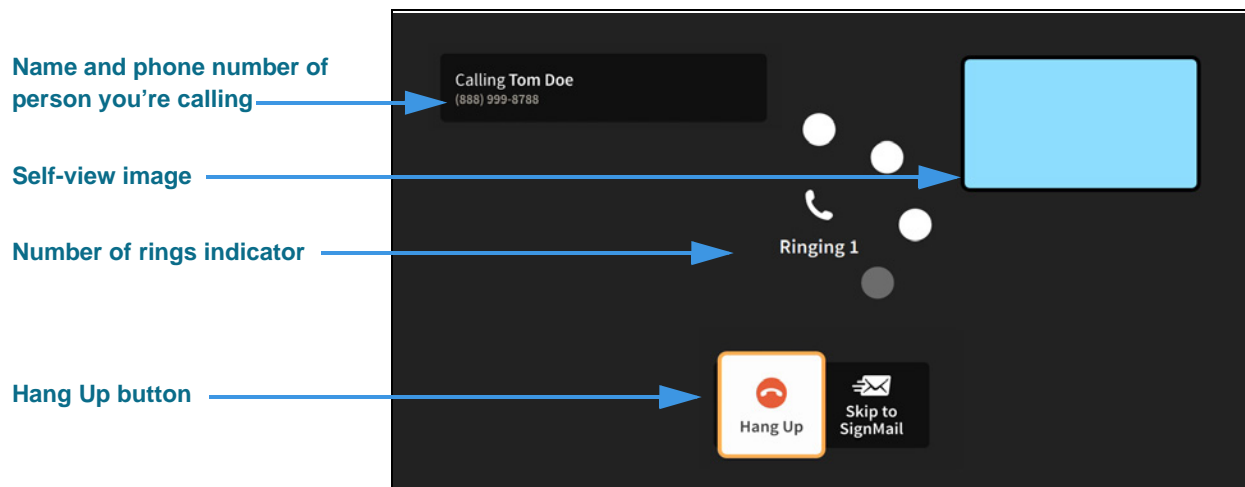 Name and phone number of
person you’re calling
Calling Tom Doe
(888) 999-8788
Self-view image
Number of rings indicator
Ringing 1
Hang Up button
Hang Up
Skip to
SignMail